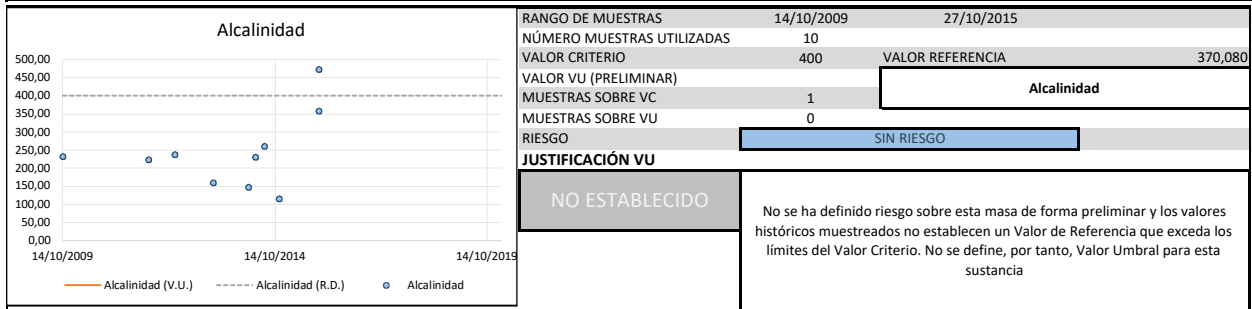 Alcalinidad
500,00
450,00
400,00
350,00
300,00
250,00
200,00
150,00
100,00
50,00
0,00
14/10/2009 14/10/2014 14/10/2019
Alcalinidad (V.U.) Alcalinidad (R.D.) Alcalinidad
RANGO DE MUESTRAS 14/10/2009 27/10/2015
NÚMERO MUESTRAS UTILIZADAS 10
VALOR CRITERIO 400 VALOR REFERENCIA 370,080
VALOR VU (PRELIMINAR)
Alcalinidad
MUESTRAS SOBRE VC 1
MUESTRAS SOBRE VU 0
RIESGO SIN RIESGO
JUSTIFICACIÓN VU
NO ESTABLECIDO
No se ha definido riesgo sobre esta masa de forma preliminar y los valores
históricos muestreados no establecen un Valor de Referencia que exceda los
límites del Valor Criterio. No se define, por tanto, Valor Umbral para esta
sustancia